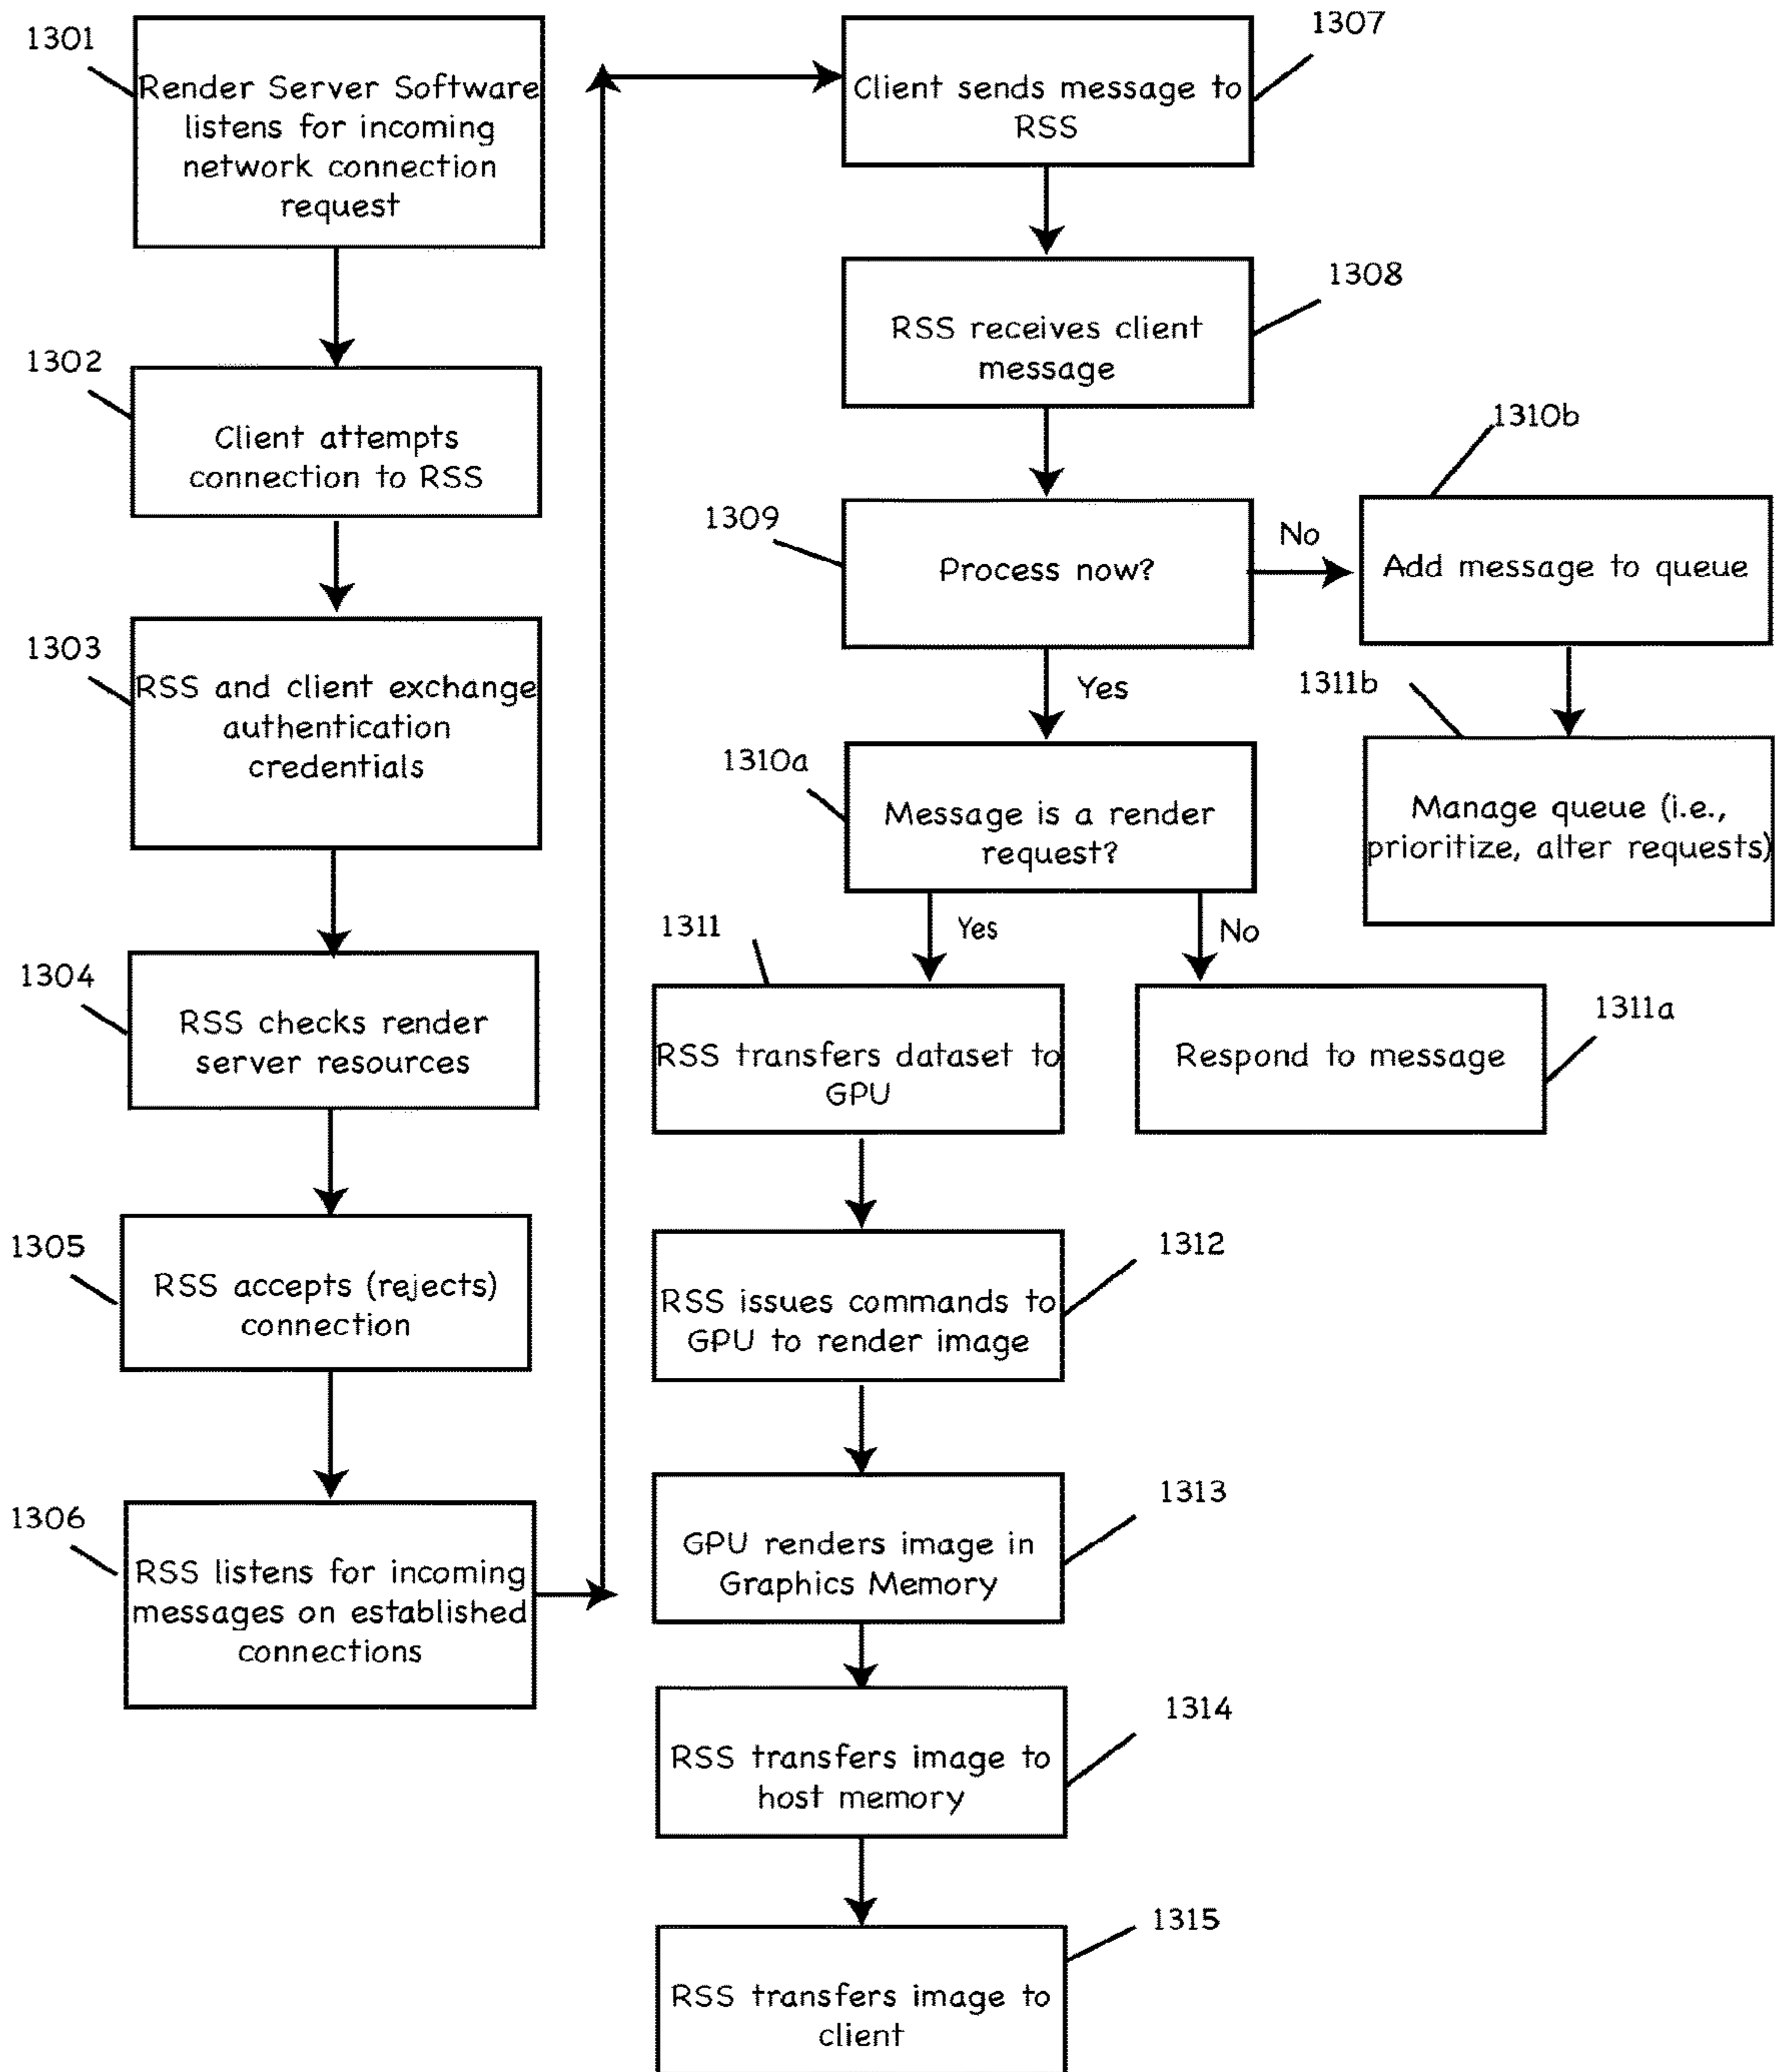 1301
Render Server Software
listens for incoming
network connection
request
1302
Client attempts
connection to RSS
1303
RSS and client exchange
authentication
credentials
1304
RSS checks render
server resources
1305
RSS accepts (rejects)
connection
1306
RSS listens for incoming
messages on established
connections
1307
Client sends message to
RSS
1308
RSS receives client
message
1309
Process now?
No
1310b
Add message to queue
Yes
1311b
Manage queue (i.e.,
prioritize, alter requests)
1310a
Message is a render
request?
Yes
No
1311
RSS transfers dataset to
GPU
1311a
Respond to message
1312
RSS issues commands to
GPU to render image
1313
GPU renders image in
Graphics Memory
1314
RSS transfers image to
host memory
1315
RSS transfers image to
client